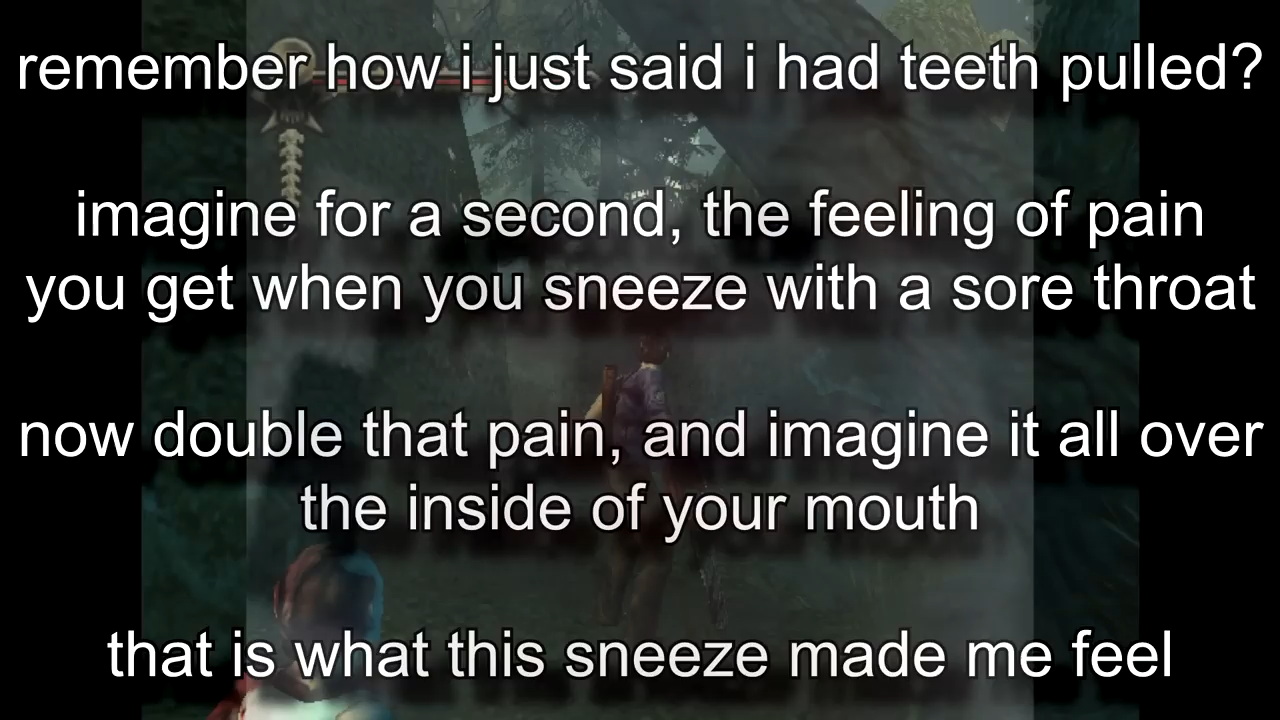 remember how i just said i had teeth pulled?
imagine for a second, the feeling of pain
you get when you sneeze with a sore throat
now double that pain, and imagine it all over
the inside of your mouth
that is what this sneeze made me feel